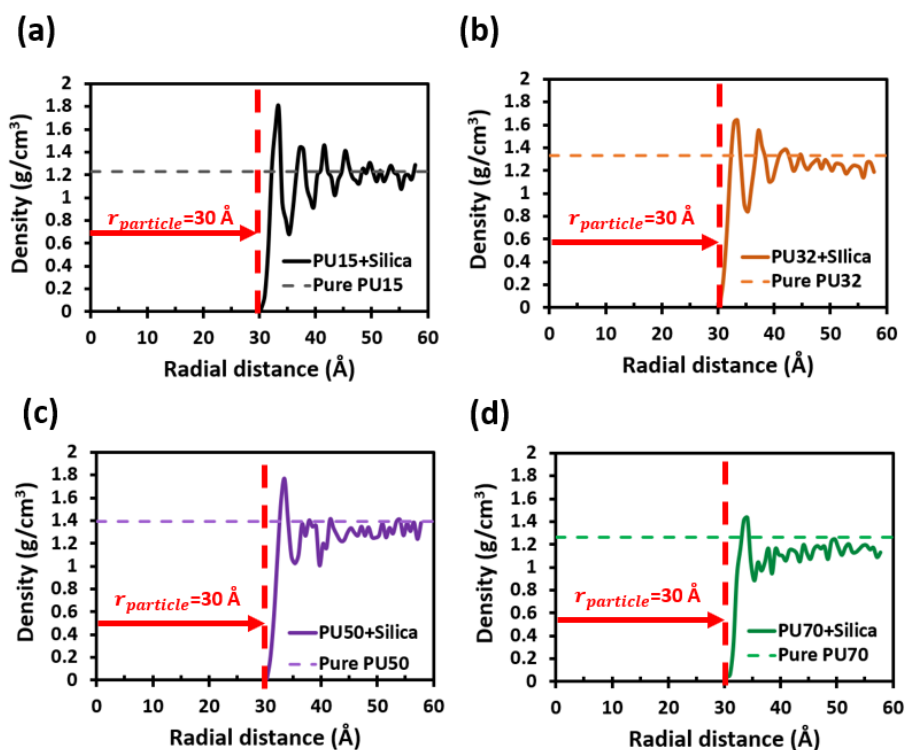 (a)
2
1.8
1.6
1.4
1.2
1
0.8
0.6
0.4
0.2
0
Density (g/cm³)
r_particle=30 Å
PU15+Silica
Pure PU15
0 10 20 30 40 50 60
Radial distance (Å)
(b)
2
1.8
1.6
1.4
1.2
1
0.8
0.6
0.4
0.2
0
Density (g/cm³)
r_particle=30 Å
PU32+SIlica
Pure PU32
0 10 20 30 40 50 60
Radial distance (Å)
(c)
2
1.8
1.6
1.4
1.2
1
0.8
0.6
0.4
0.2
0
Density (g/cm³)
r_particle=30 Å
PU50+Silica
Pure PU50
0 10 20 30 40 50 60
Radial distance (Å)
(d)
2
1.8
1.6
1.4
1.2
1
0.8
0.6
0.4
0.2
0
Density (g/cm³)
r_particle=30 Å
PU70+Silica
Pure PU70
0 10 20 30 40 50 60
Radial distance (Å)